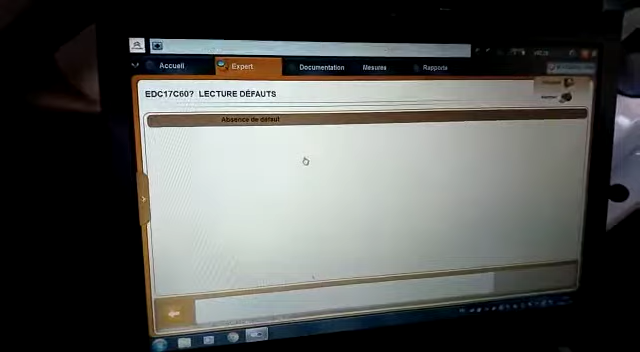 Accueil
Expert
Documentation
Mesures
Rapports
EDC17C60? LECTURE DÉFAUTS
Absence de défaut